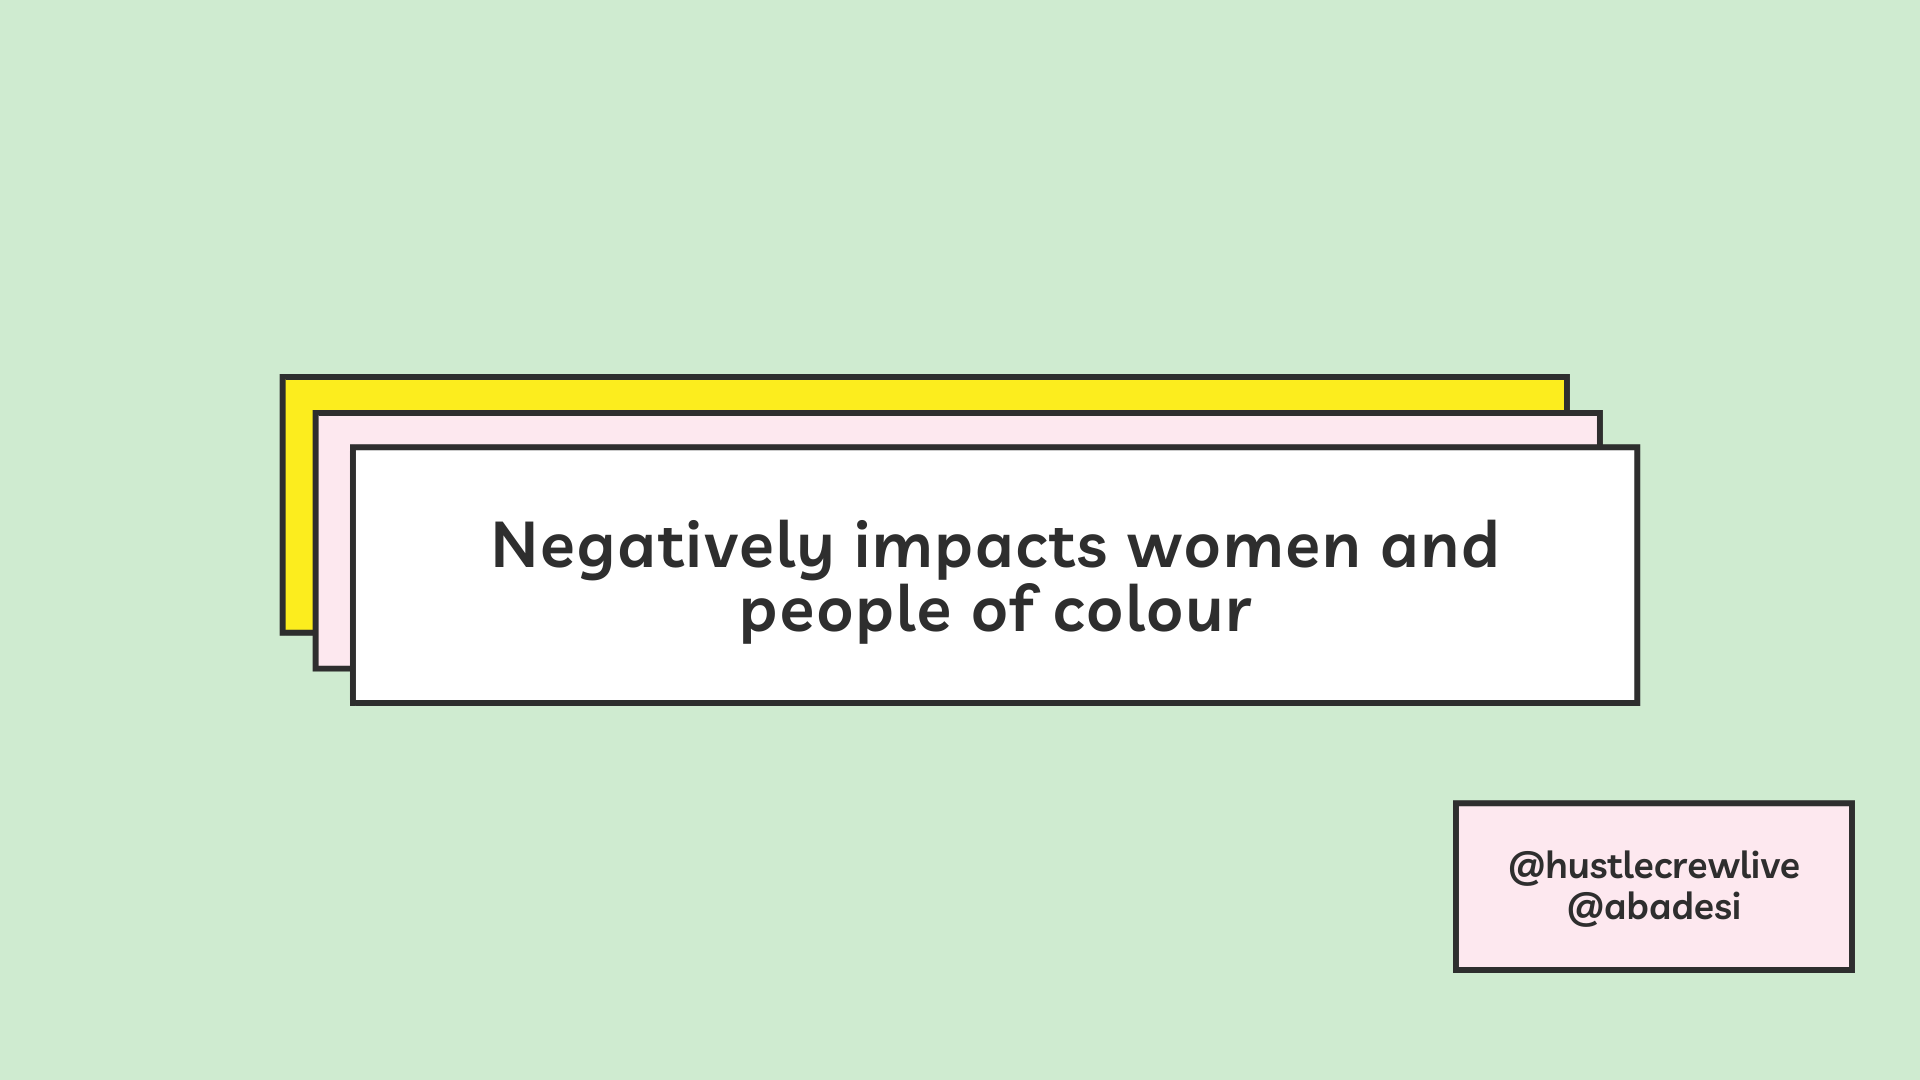 Negatively impacts women and
people of colour
@hustlecrewlive
@abadesi